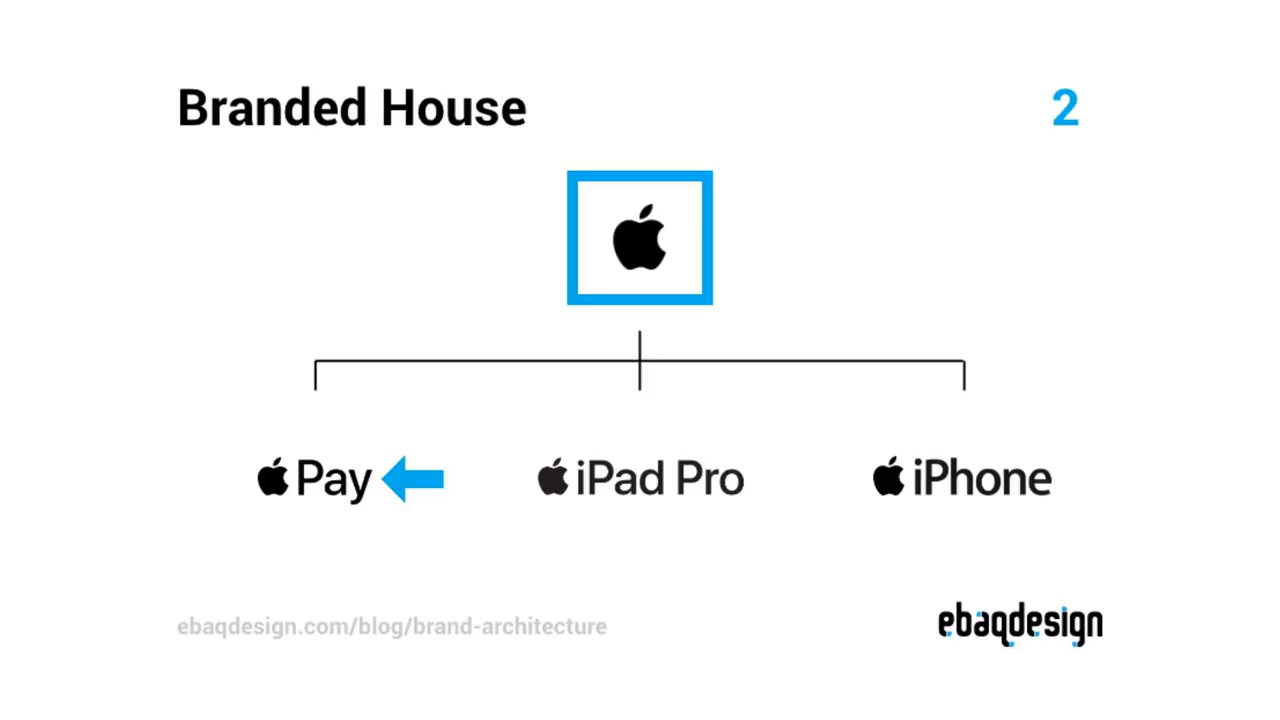 Branded House
2
Pay
iPad Pro
iPhone
ebaqdesign.com/blog/brand-architecture
ebaqdesign